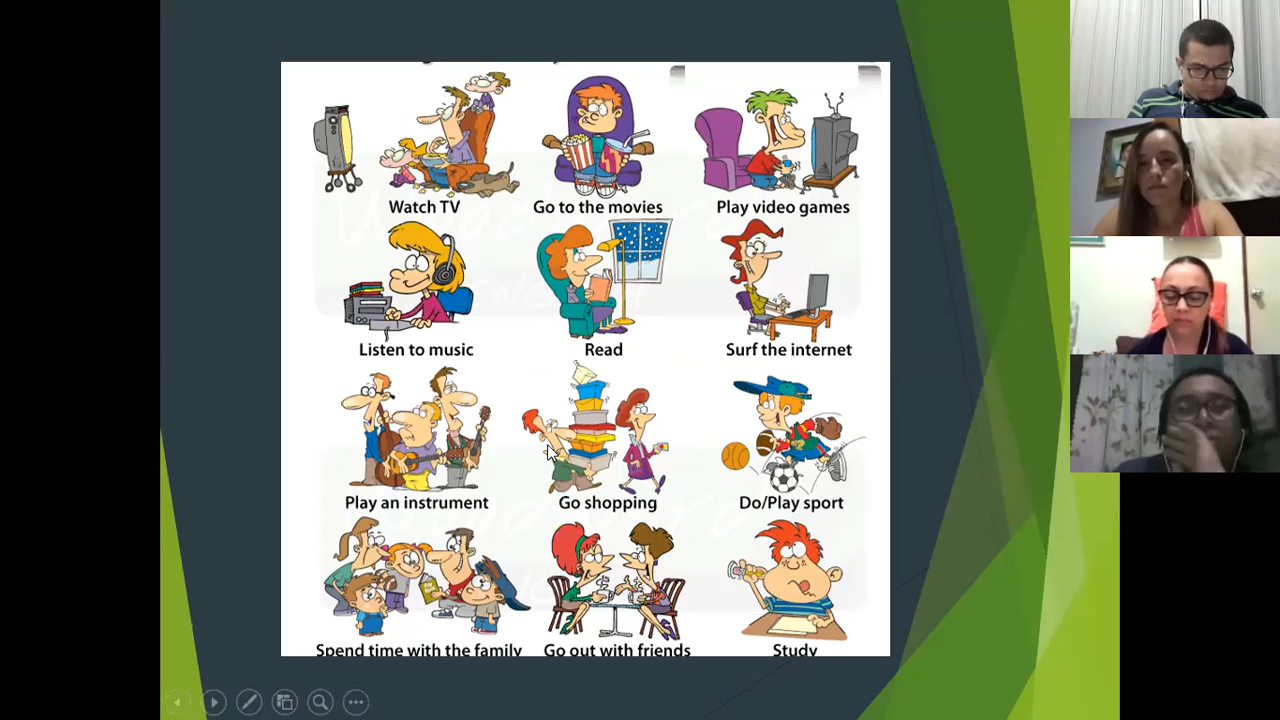 Watch TV
Go to the movies
Play video games
Listen to music
Read
Surf the internet
Play an instrument
Go shopping
Do/Play sport
Spend time with the family
Go out with friends
Study